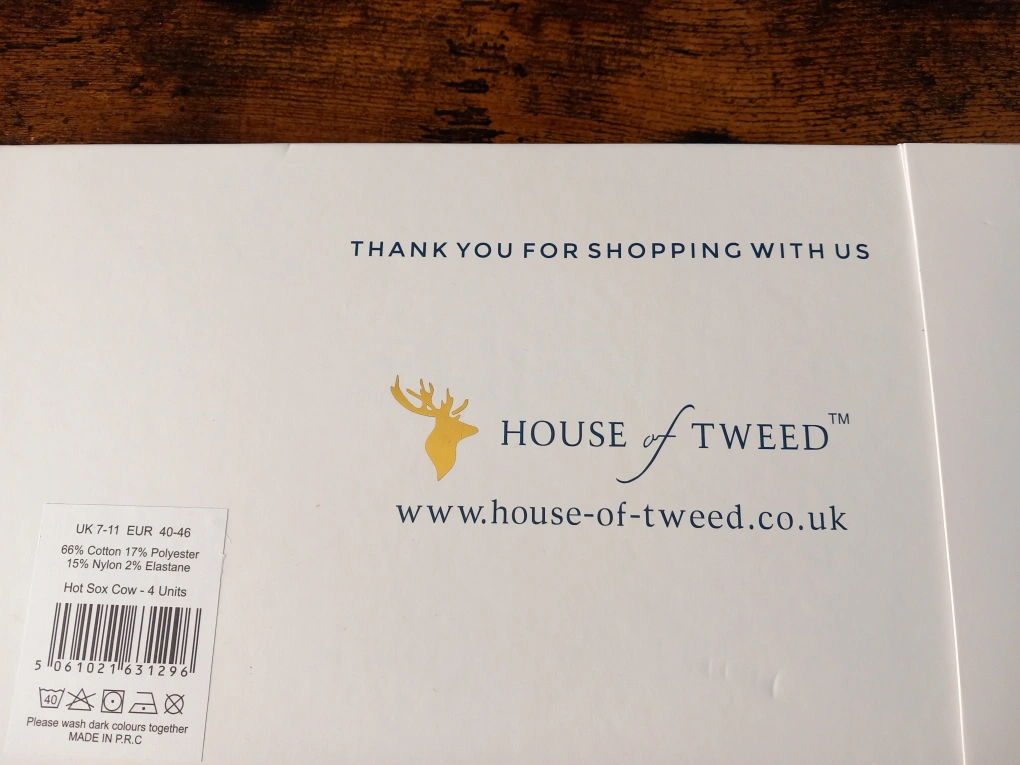 THANK YOU FOR SHOPPING WITH US
HOUSE of TWEED™
www.house-of-tweed.co.uk
UK 7-11 EUR 40-46
66% Cotton 17% Polyester
15% Nylon 2% Elastane
Hot Sox Cow - 4 Units
5 061021 631296
40
Please wash dark colours together
MADE IN P.R.C